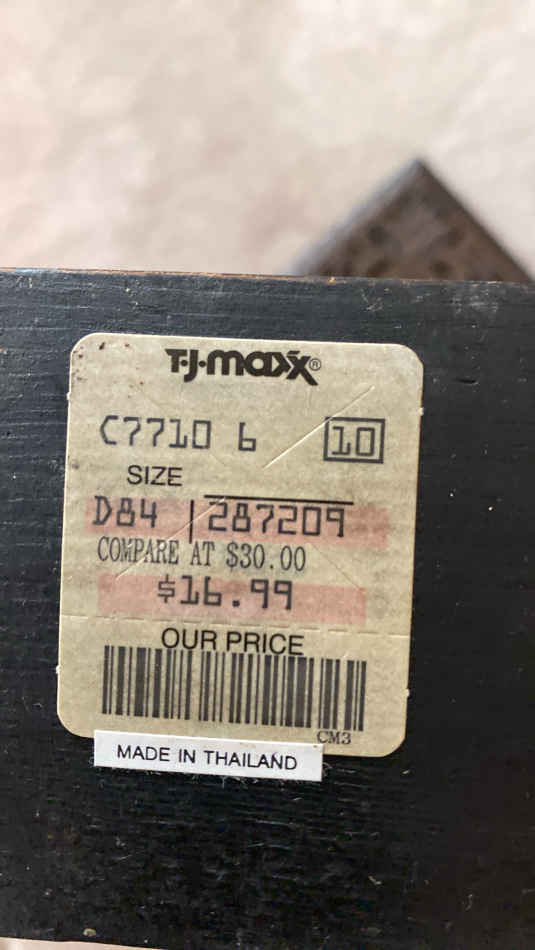 T·J·maxx®
C7710 6 10
SIZE
D84 287209
COMPARE AT $30.00
$16.99
OUR PRICE
CM3
MADE IN THAILAND